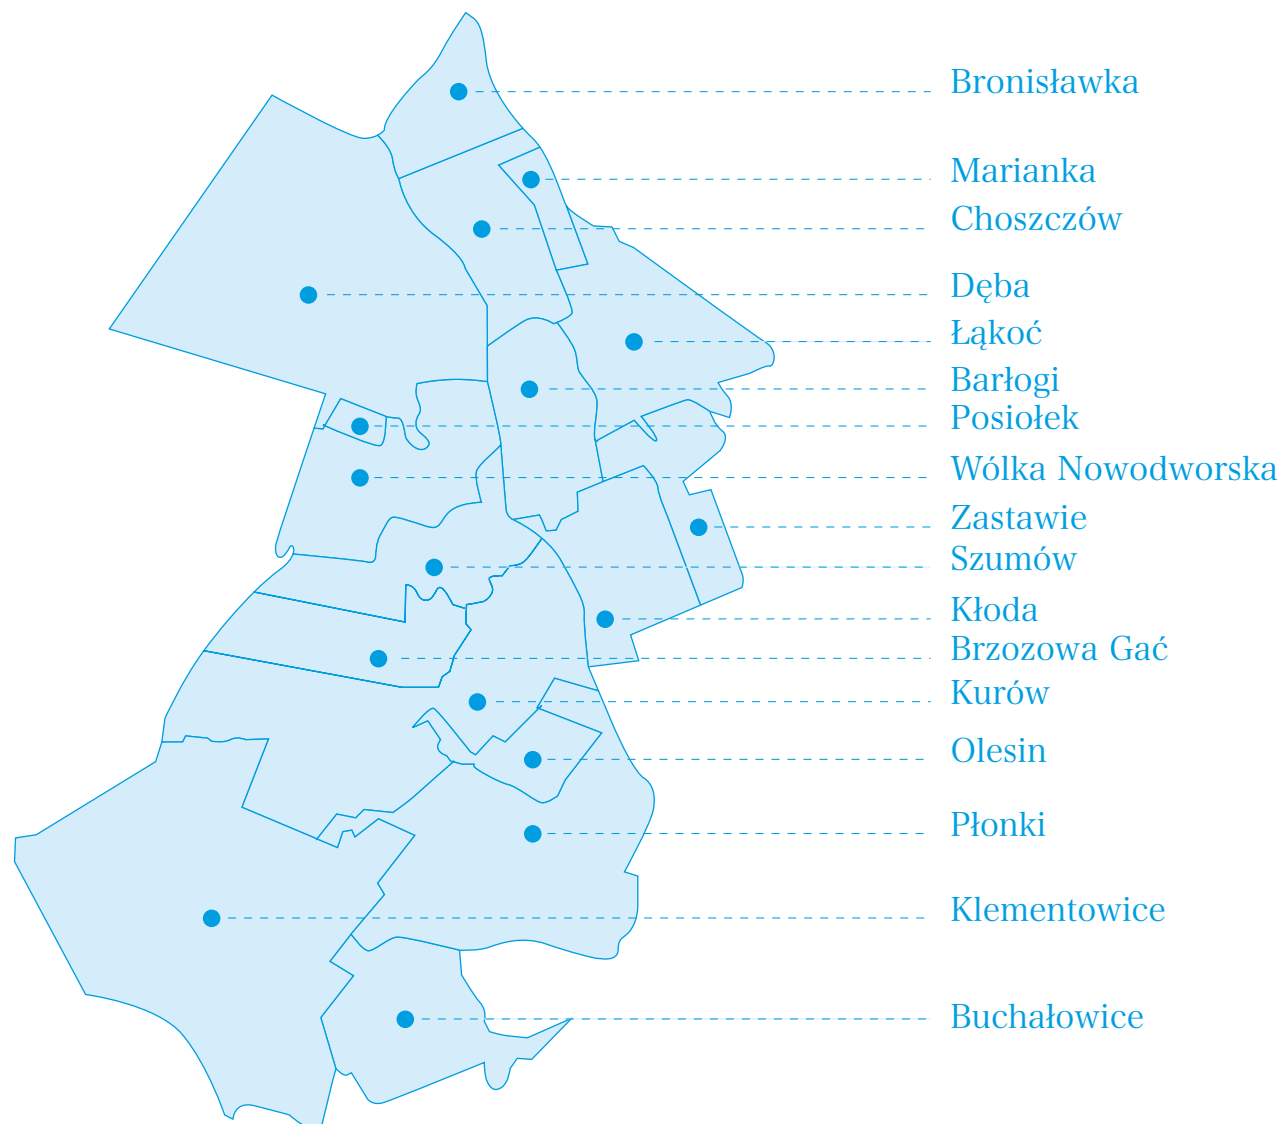 Bronisławka
Marianka
Choszczów
Dęba
Łąkoć
Barłogi
Posiołek
Wólka Nowodworska
Zastawie
Szumów
Kłoda
Brzozowa Gać
Kurów
Olesin
Płonki
Klementowice
Buchałowice